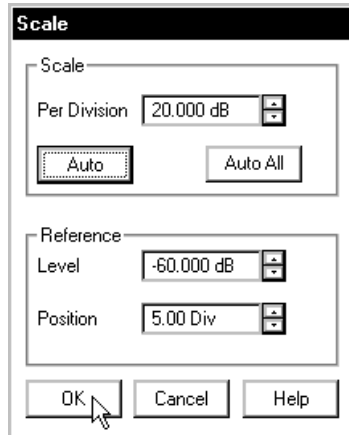 Scale
Scale
Per Division 20.000 dB
Auto Auto All
Reference
Level -60.000 dB
Position 5.00 Div
OK Cancel Help